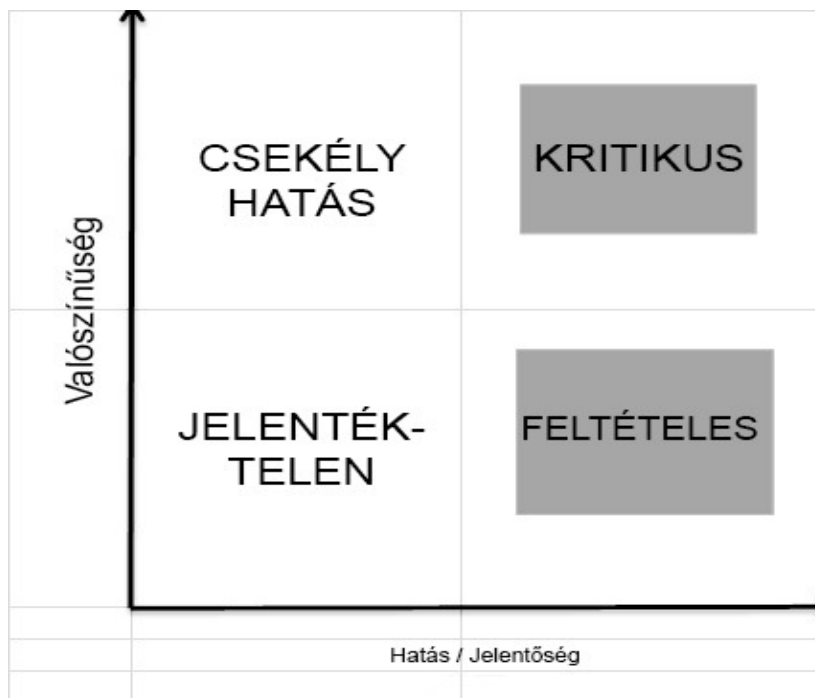 CSEKÉLY
HATÁS
KRITIKUS
Valószínűség
JELENTÉK-
TELEN
FELTÉTELES
Hatás / Jelentőség